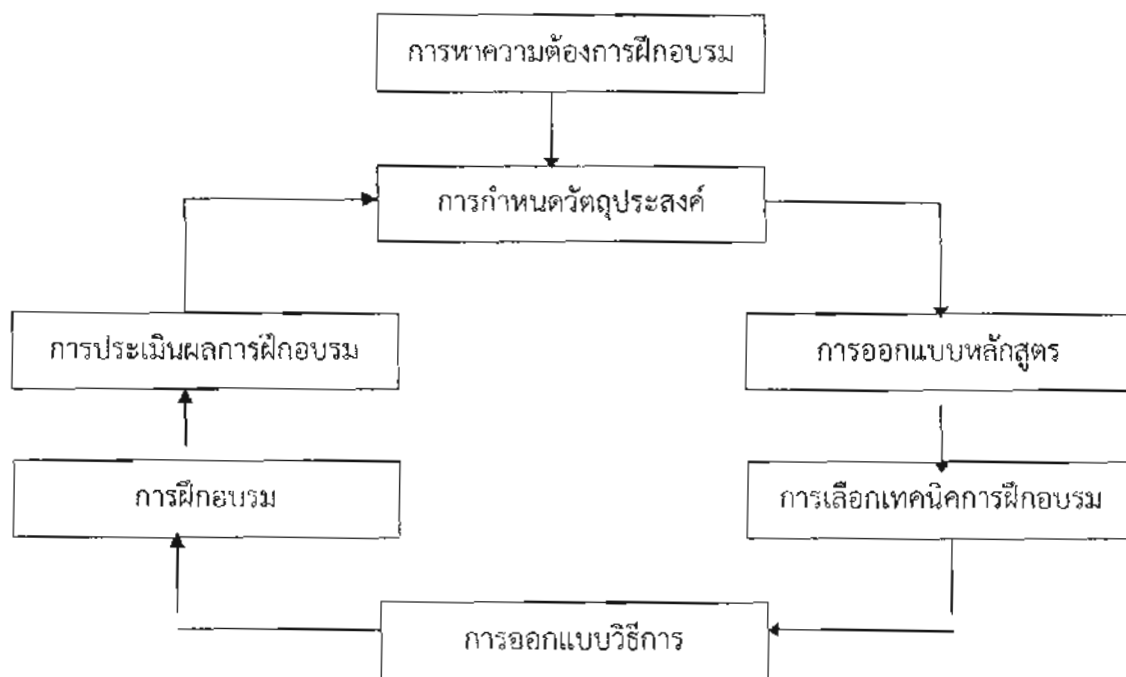 การหาความต้องการฝึกอบรม
การกำหนดวัตถุประสงค์
การประเมินผลการฝึกอบรม
การออกแบบหลักสูตร
การฝึกอบรม
การเลือกเทคนิคการฝึกอบรม
การออกแบบวิธีการ